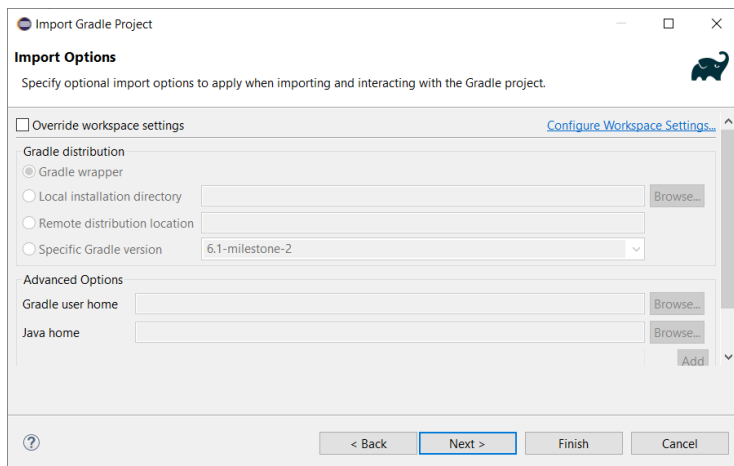 Import Gradle Project
Import Options
Specify optional import options to apply when importing and interacting with the Gradle project.
Override workspace settings Configure Workspace Settings...
Gradle distribution
Gradle wrapper
Local installation directory Browse...
Remote distribution location
Specific Gradle version 6.1-milestone-2
Advanced Options
Gradle user home Browse...
Java home Browse...
Add
? < Back Next > Finish Cancel